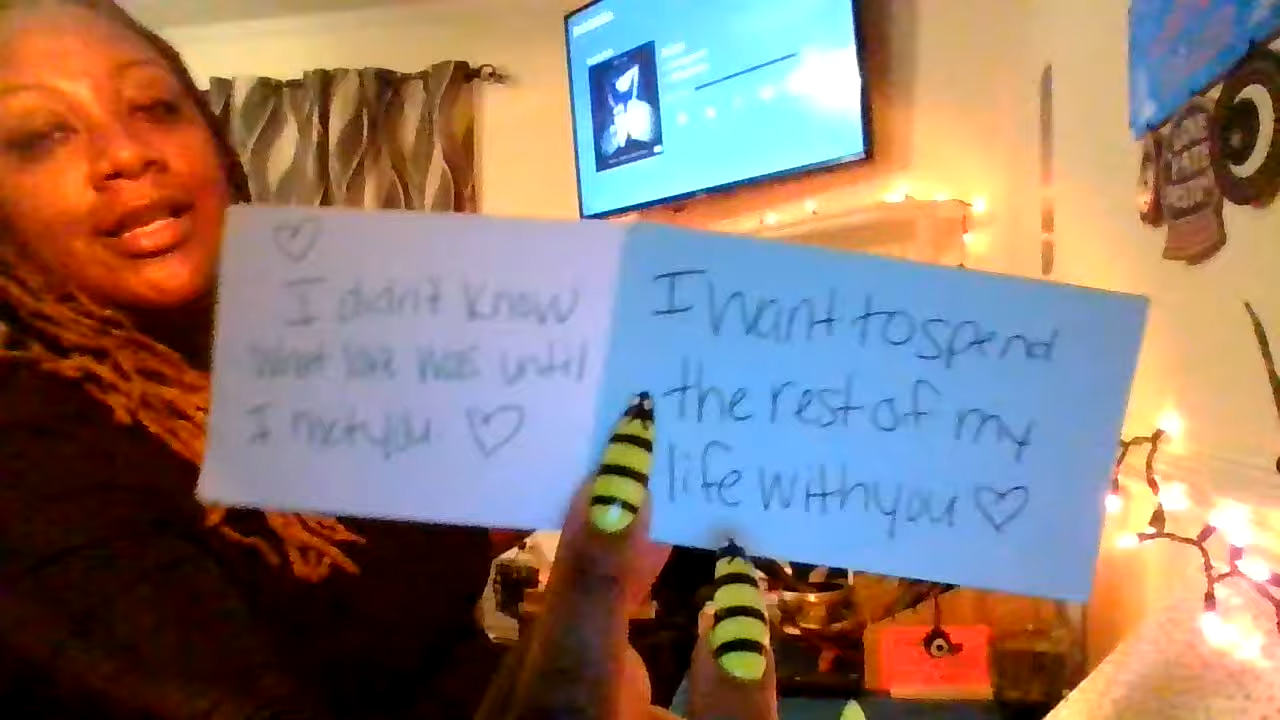 I didn't know
what love was until
I met you
I want to spend
the rest of my
life with you